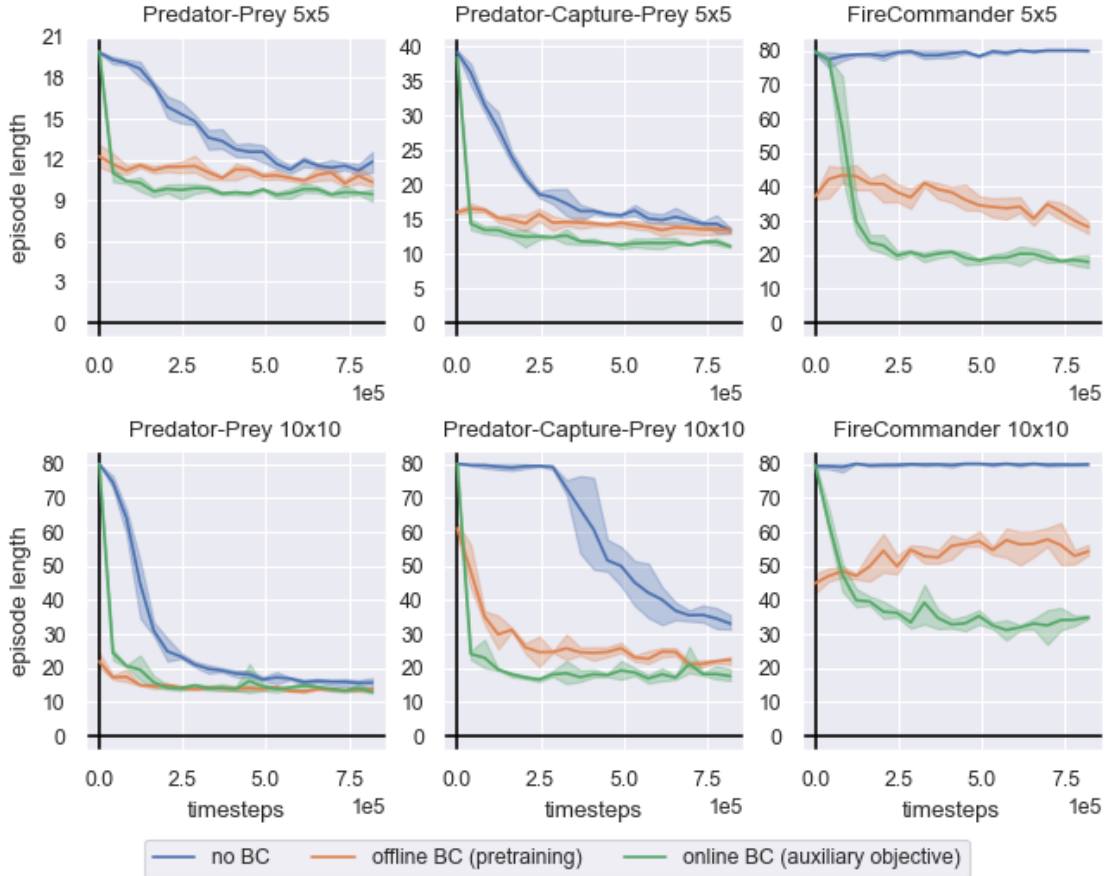 Predator-Prey 5x5
Predator-Capture-Prey 5x5
FireCommander 5x5
episode length
21
18
15
12
9
6
3
0
40
35
30
25
20
15
10
5
0
80
70
60
50
40
30
20
10
0
0.0 2.5 5.0 7.5
1e5
0.0 2.5 5.0 7.5
1e5
0.0 2.5 5.0 7.5
1e5
Predator-Prey 10x10
Predator-Capture-Prey 10x10
FireCommander 10x10
episode length
80
70
60
50
40
30
20
10
0
80
70
60
50
40
30
20
10
0
80
70
60
50
40
30
20
10
0
0.0 2.5 5.0 7.5
timesteps
1e5
0.0 2.5 5.0 7.5
timesteps
1e5
0.0 2.5 5.0 7.5
timesteps
1e5
no BC
offline BC (pretraining)
online BC (auxiliary objective)